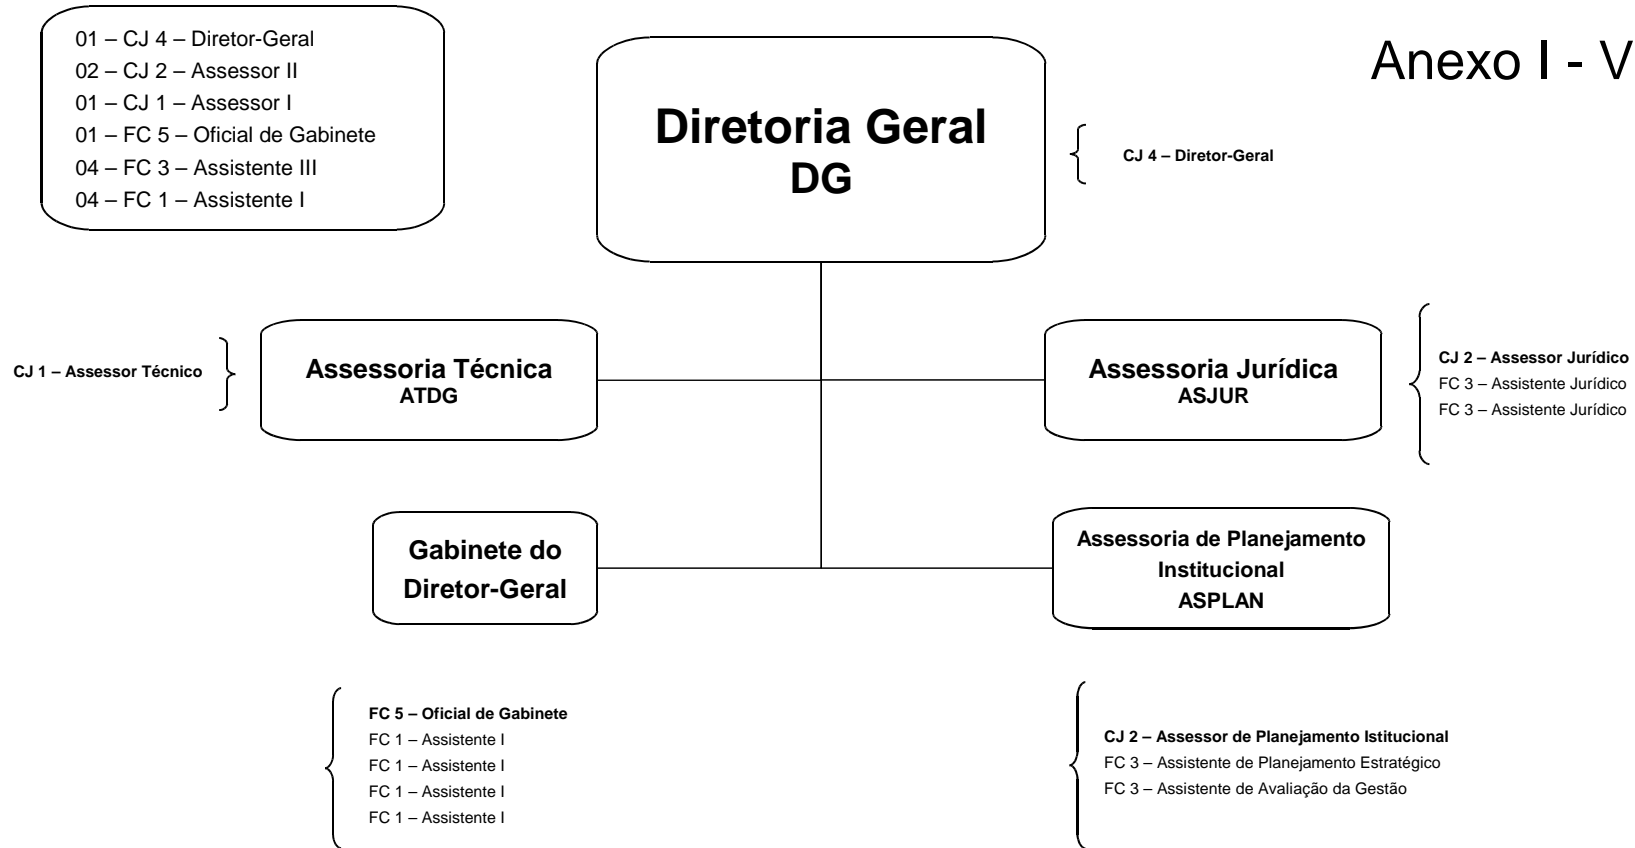 01 – CJ 4 – Diretor-Geral
02 – CJ 2 – Assessor II
01 – CJ 1 – Assessor I
01 – FC 5 – Oficial de Gabinete
04 – FC 3 – Assistente III
04 – FC 1 – Assistente I
Anexo I - V
Diretoria Geral
DG
CJ 4 – Diretor-Geral
CJ 1 – Assessor Técnico
Assessoria Técnica
ATDG
Assessoria Jurídica
ASJUR
CJ 2 – Assessor Jurídico
FC 3 – Assistente Jurídico
FC 3 – Assistente Jurídico
Gabinete do
Diretor-Geral
Assessoria de Planejamento
Institucional
ASPLAN
FC 5 – Oficial de Gabinete
FC 1 – Assistente I
FC 1 – Assistente I
FC 1 – Assistente I
FC 1 – Assistente I
CJ 2 – Assessor de Planejamento Istitucional
FC 3 – Assistente de Planejamento Estratégico
FC 3 – Assistente de Avaliação da Gestão